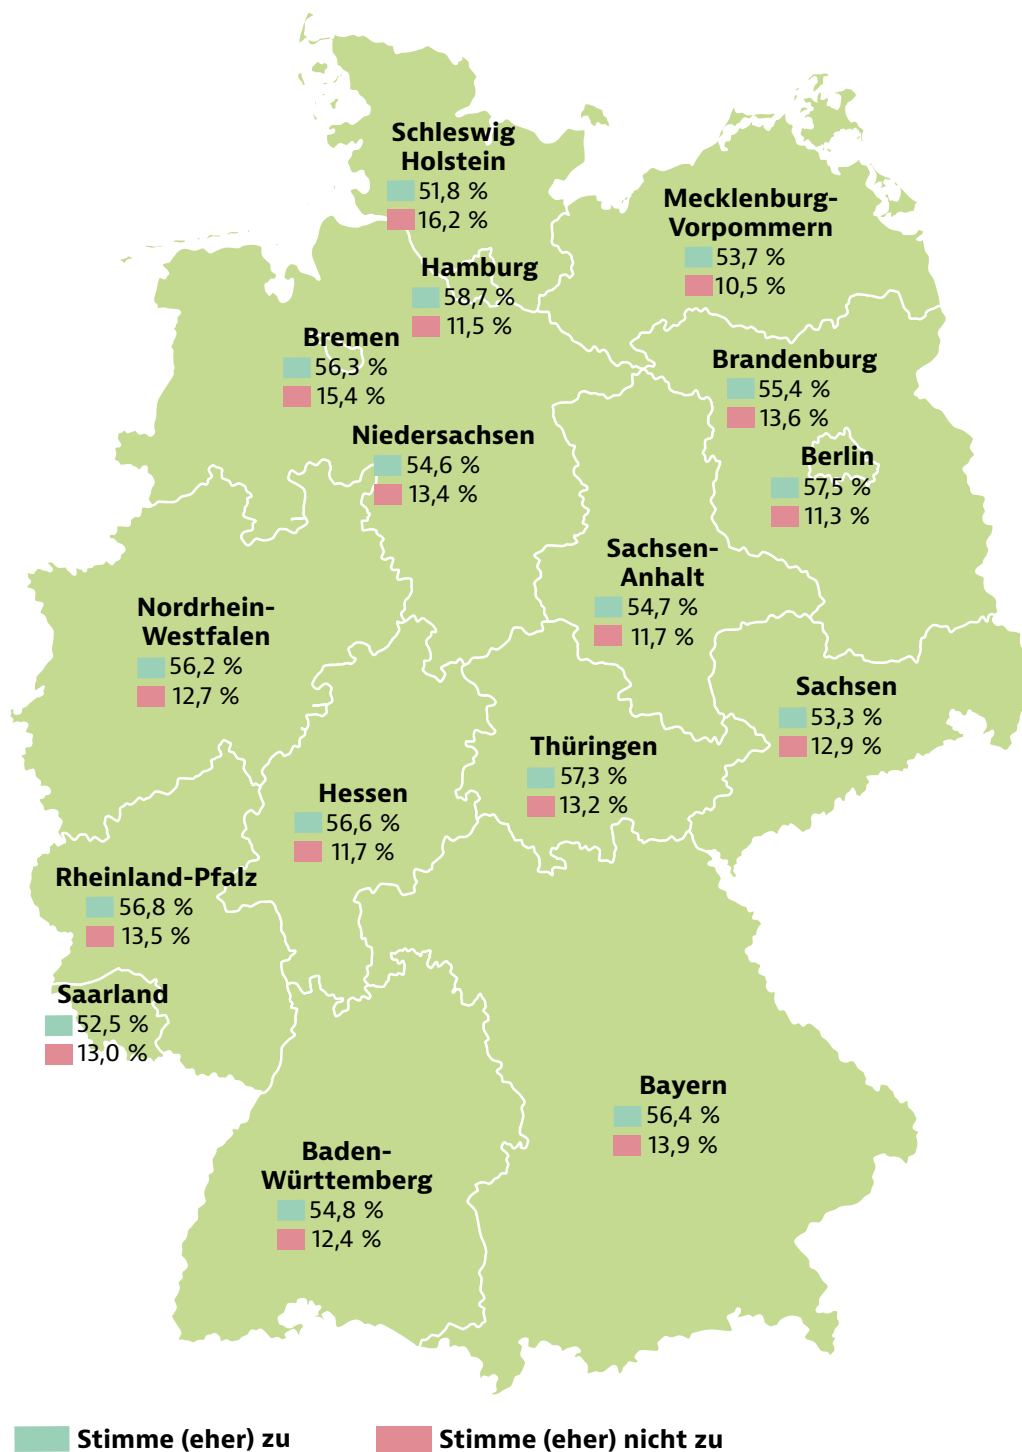 Schleswig
Holstein
51,8 %
16,2 %
Mecklenburg-
Vorpommern
53,7 %
10,5 %
Hamburg
58,7 %
11,5 %
Bremen
56,3 %
15,4 %
Brandenburg
55,4 %
13,6 %
Niedersachsen
54,6 %
13,4 %
Berlin
57,5 %
11,3 %
Sachsen-
Anhalt
54,7 %
11,7 %
Nordrhein-
Westfalen
56,2 %
12,7 %
Sachsen
53,3 %
12,9 %
Thüringen
57,3 %
13,2 %
Hessen
56,6 %
11,7 %
Rheinland-Pfalz
56,8 %
13,5 %
Saarland
52,5 %
13,0 %
Bayern
56,4 %
13,9 %
Baden-
Württemberg
54,8 %
12,4 %
Stimme (eher) zu
Stimme (eher) nicht zu